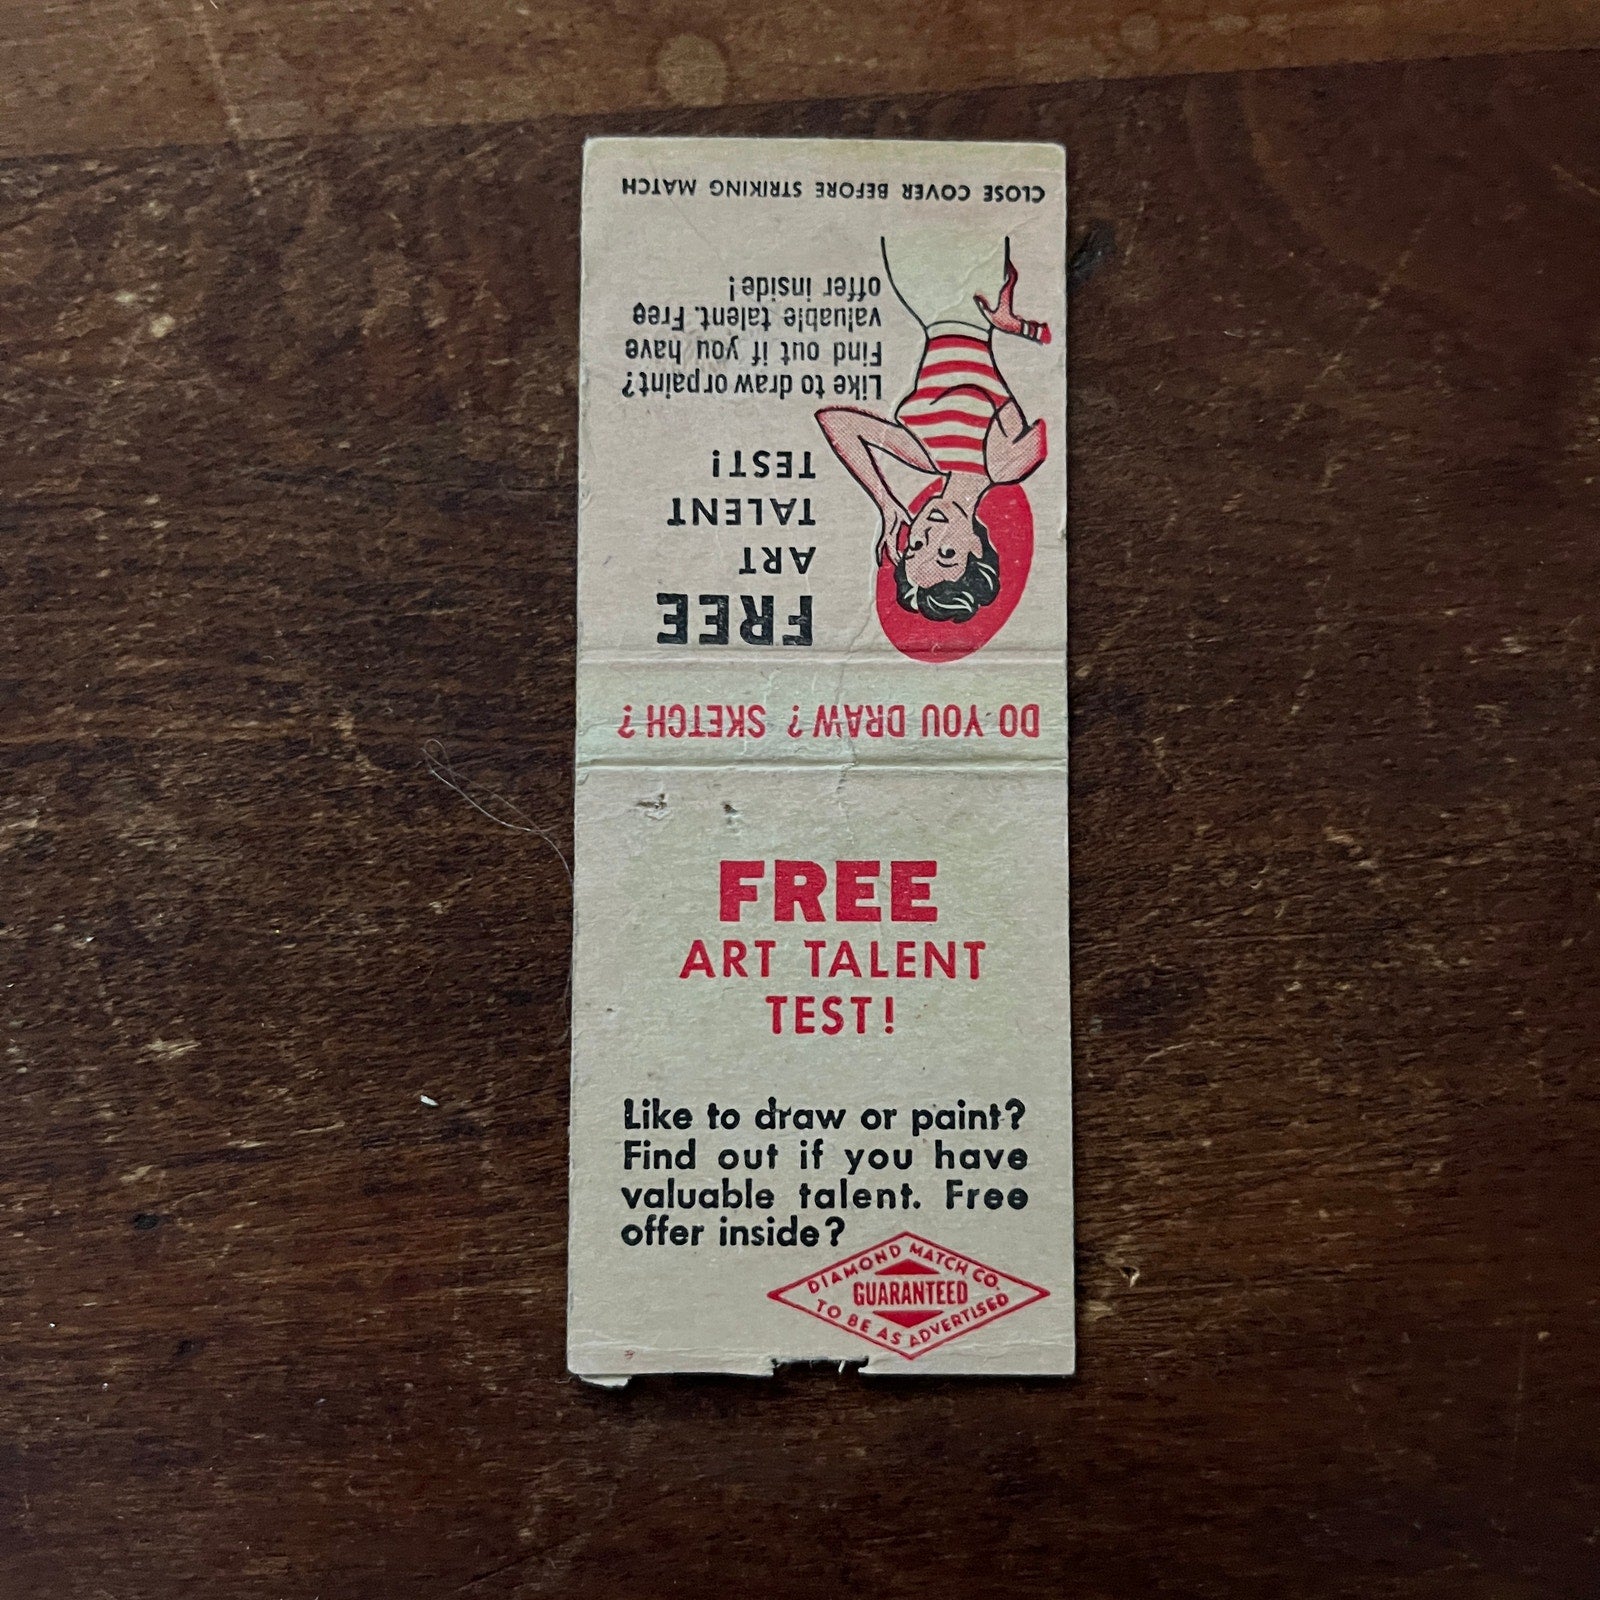 CLOSE COVER BEFORE STRIKING MATCH
Like to draw or paint?
Find out if you have
valuable talent. Free
offer inside!
FREE
ART
TALENT
TEST!
DO YOU DRAW? SKETCH?
FREE
ART TALENT
TEST!
Like to draw or paint?
Find out if you have
valuable talent. Free
offer inside?
DIAMOND MATCH CO.
GUARANTEED
TO BE AS ADVERTISED